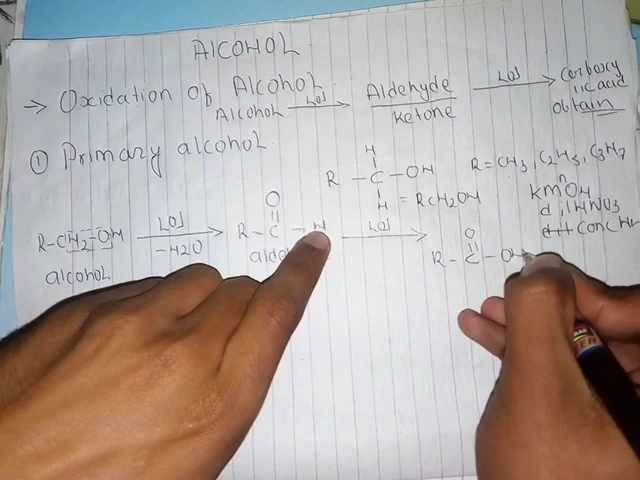 AlCOHOL
→ Oxidation of Alcohol
Alcohol [O]→ Aldehyde / Ketone [O]→ Carboxylic acid
obtain
① Primary alcohol
H
R - C - OH
H
= RCH2OH
R = CH3, C2H5, C3H7
dil HNO3
R-CH2-OH [O]→ -H2O
O
R - C - H [O]→
O
R - C - OH
alcohol